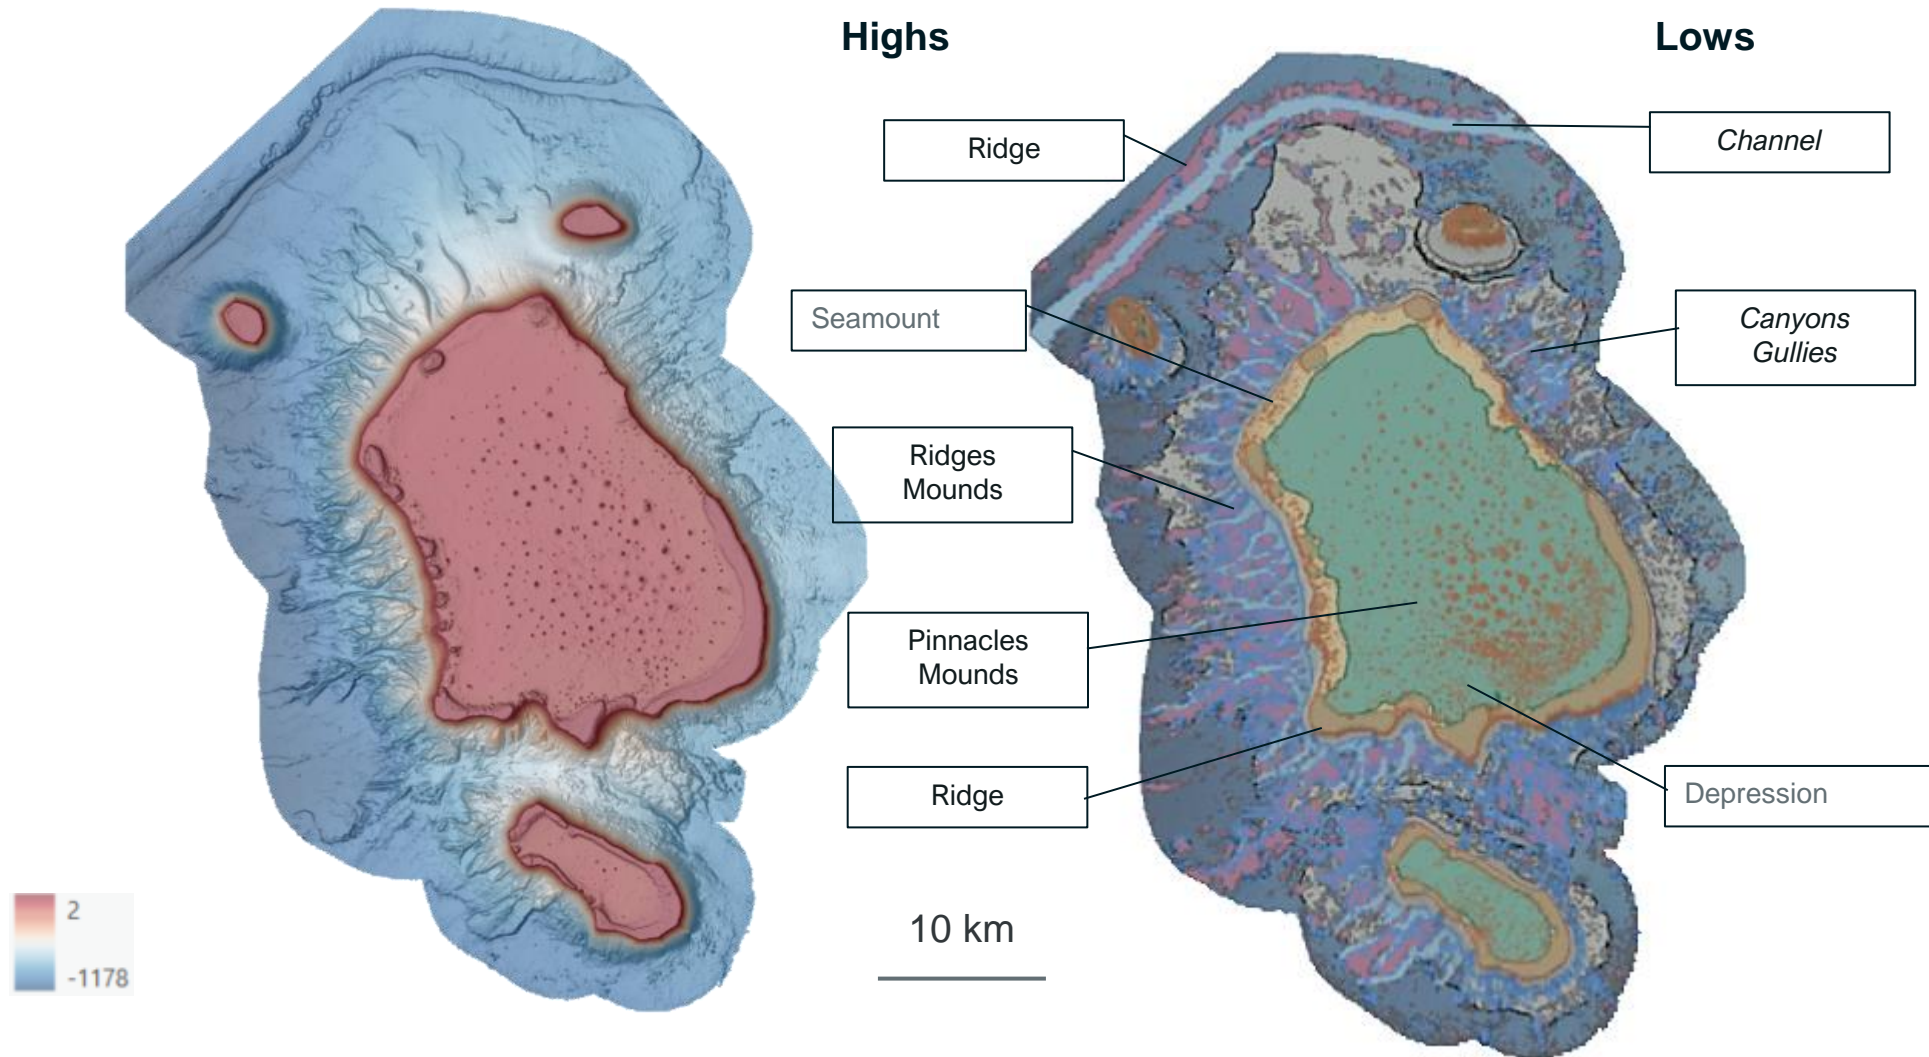 Highs
Lows
Ridge
Channel
Seamount
Canyons
Gullies
Ridges
Mounds
Pinnacles
Mounds
Ridge
Depression
10 km
2
-1178